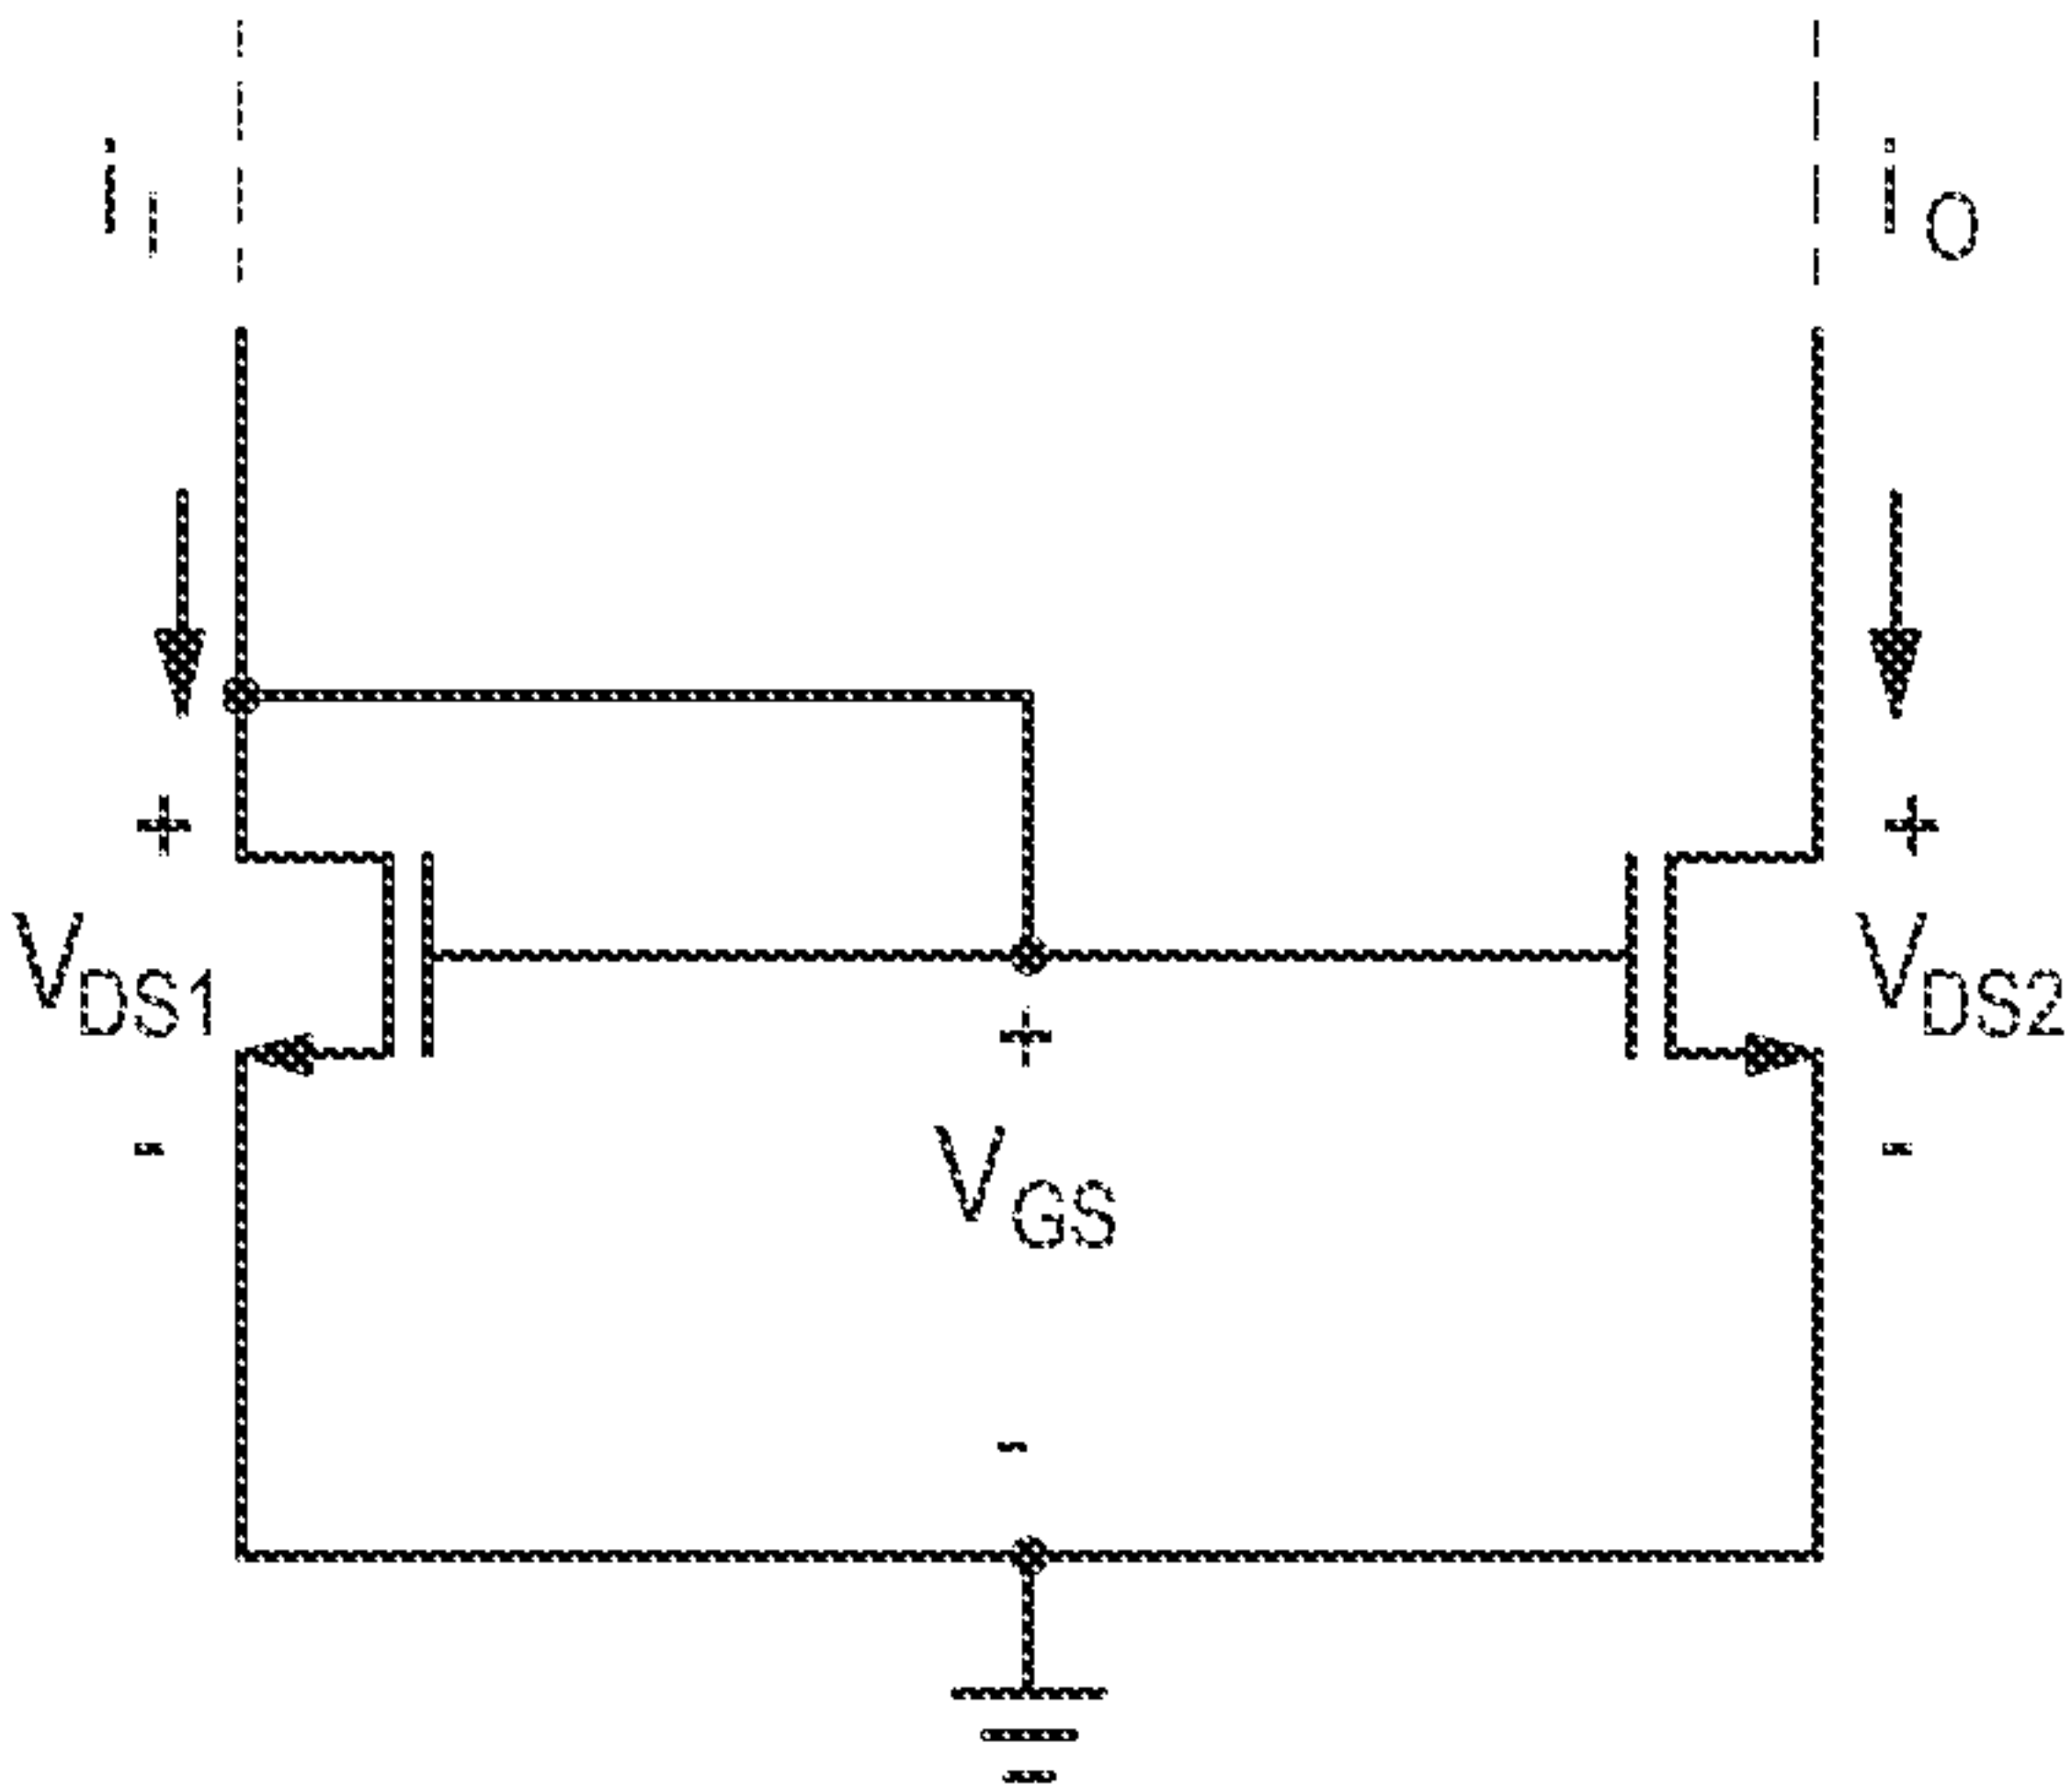 iI
iO
+
+
VDS1
VDS2
+
-
-
VGS
-